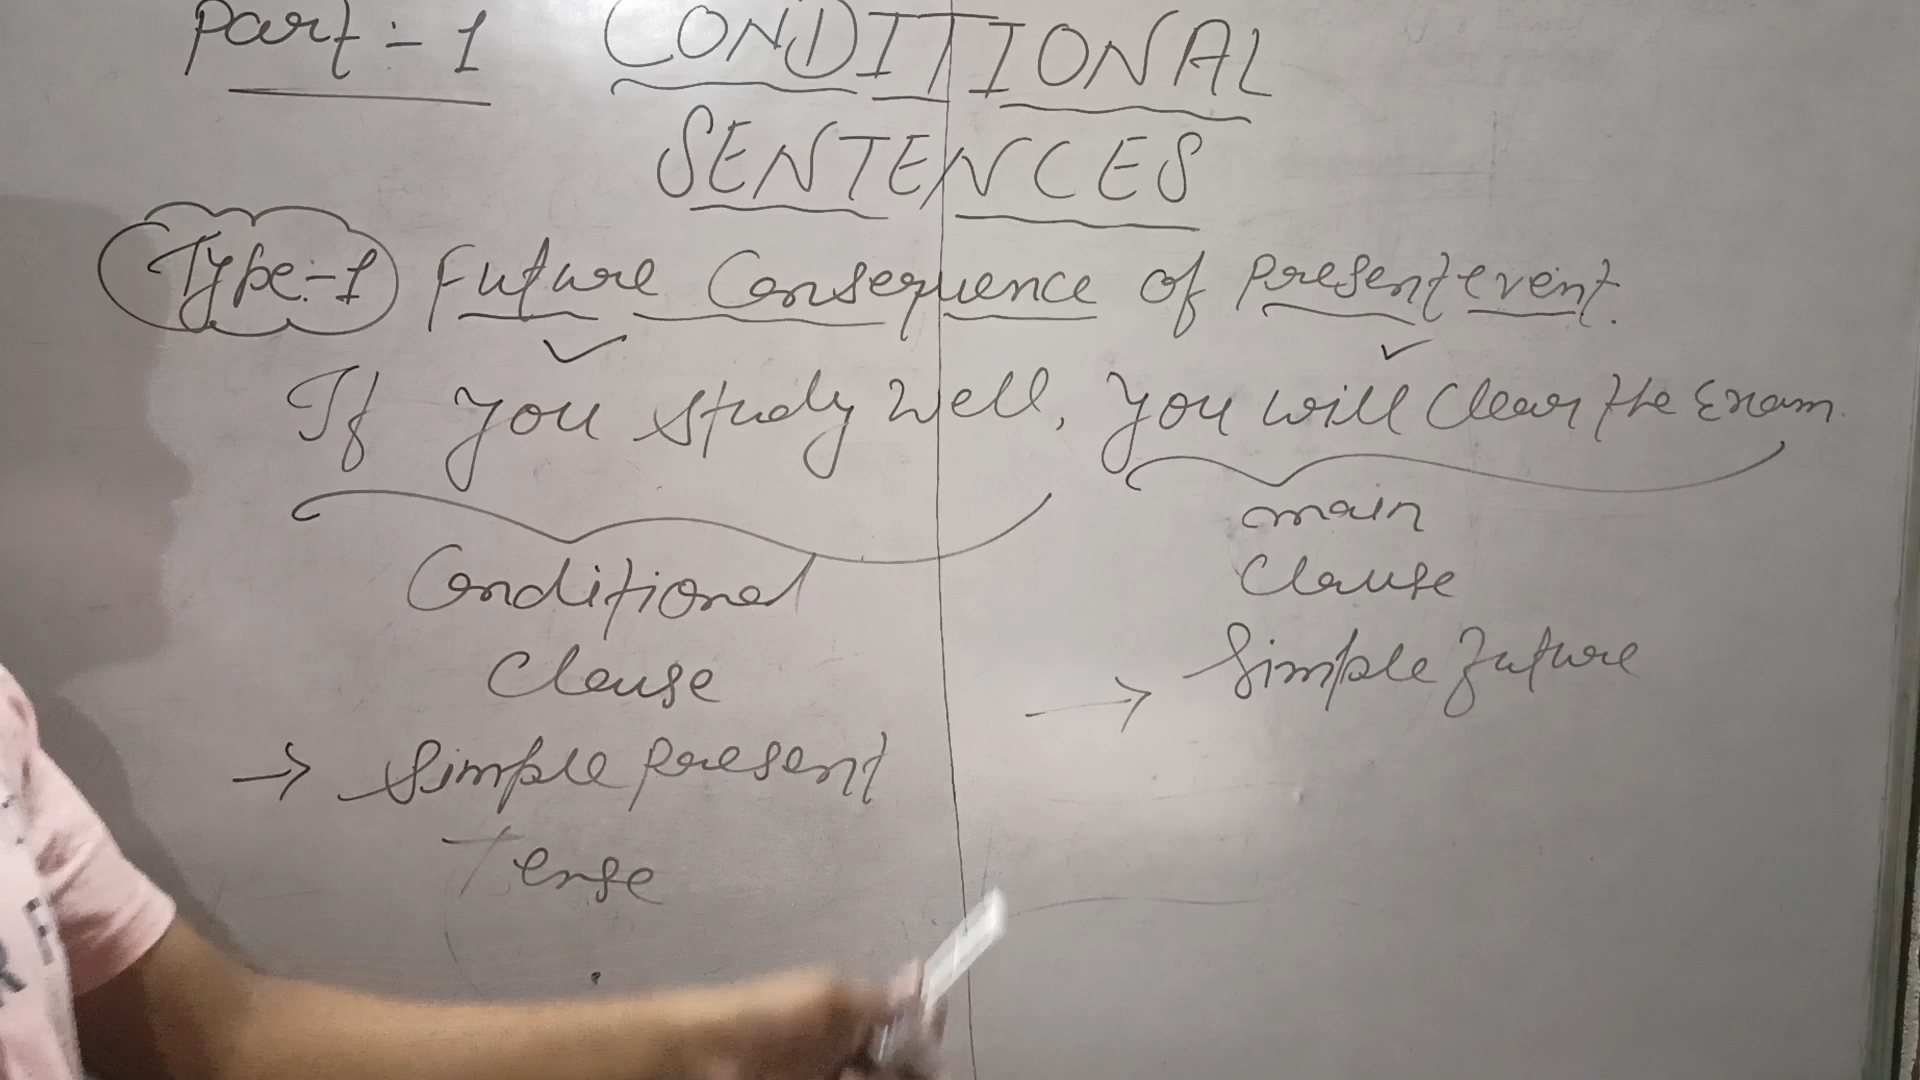 Part:-1 CONDITIONAL
SENTENCES
Type:-1 Future Consequence of present event.
If you study well, you will clear the Exam.
Conditional
Clause
→ Simple present
Tense
main
Clause
→ Simple future